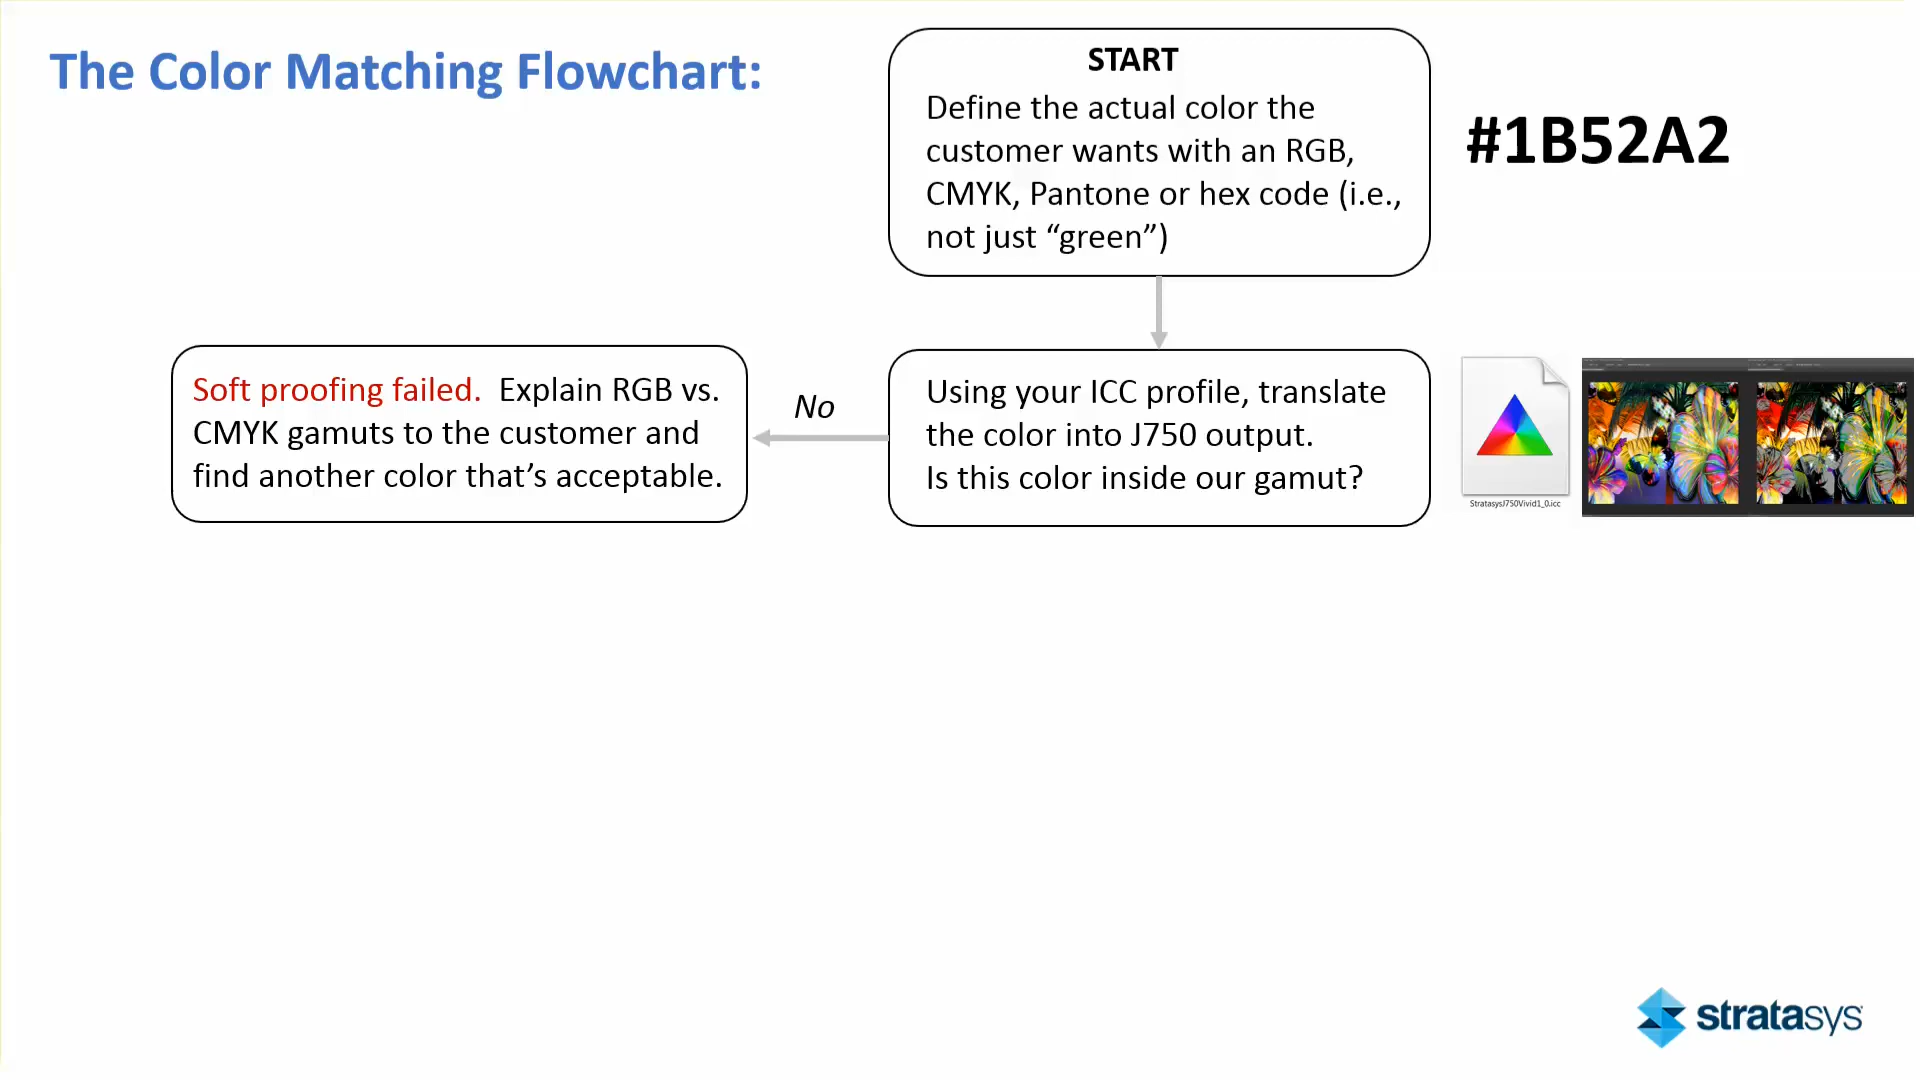 The Color Matching Flowchart:
START
Define the actual color the
customer wants with an RGB,
CMYK, Pantone or hex code (i.e.,
not just “green”)
#1B52A2
Using your ICC profile, translate
the color into J750 output.
Is this color inside our gamut?
No
Soft proofing failed.  Explain RGB vs.
CMYK gamuts to the customer and
find another color that’s acceptable.
StratasysJ750Vivid1_0.icc
stratasys